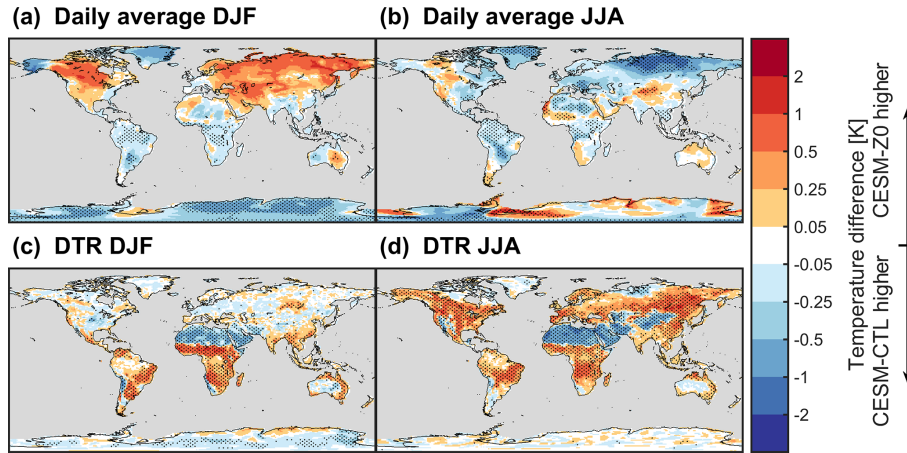 (a) Daily average DJF
(b) Daily average JJA
(c) DTR DJF
(d) DTR JJA
2
1
0.5
0.25
0.05
-0.05
-0.25
-0.5
-1
-2
Temperature difference [K]
CESM-CTL higher
CESM-Z0 higher